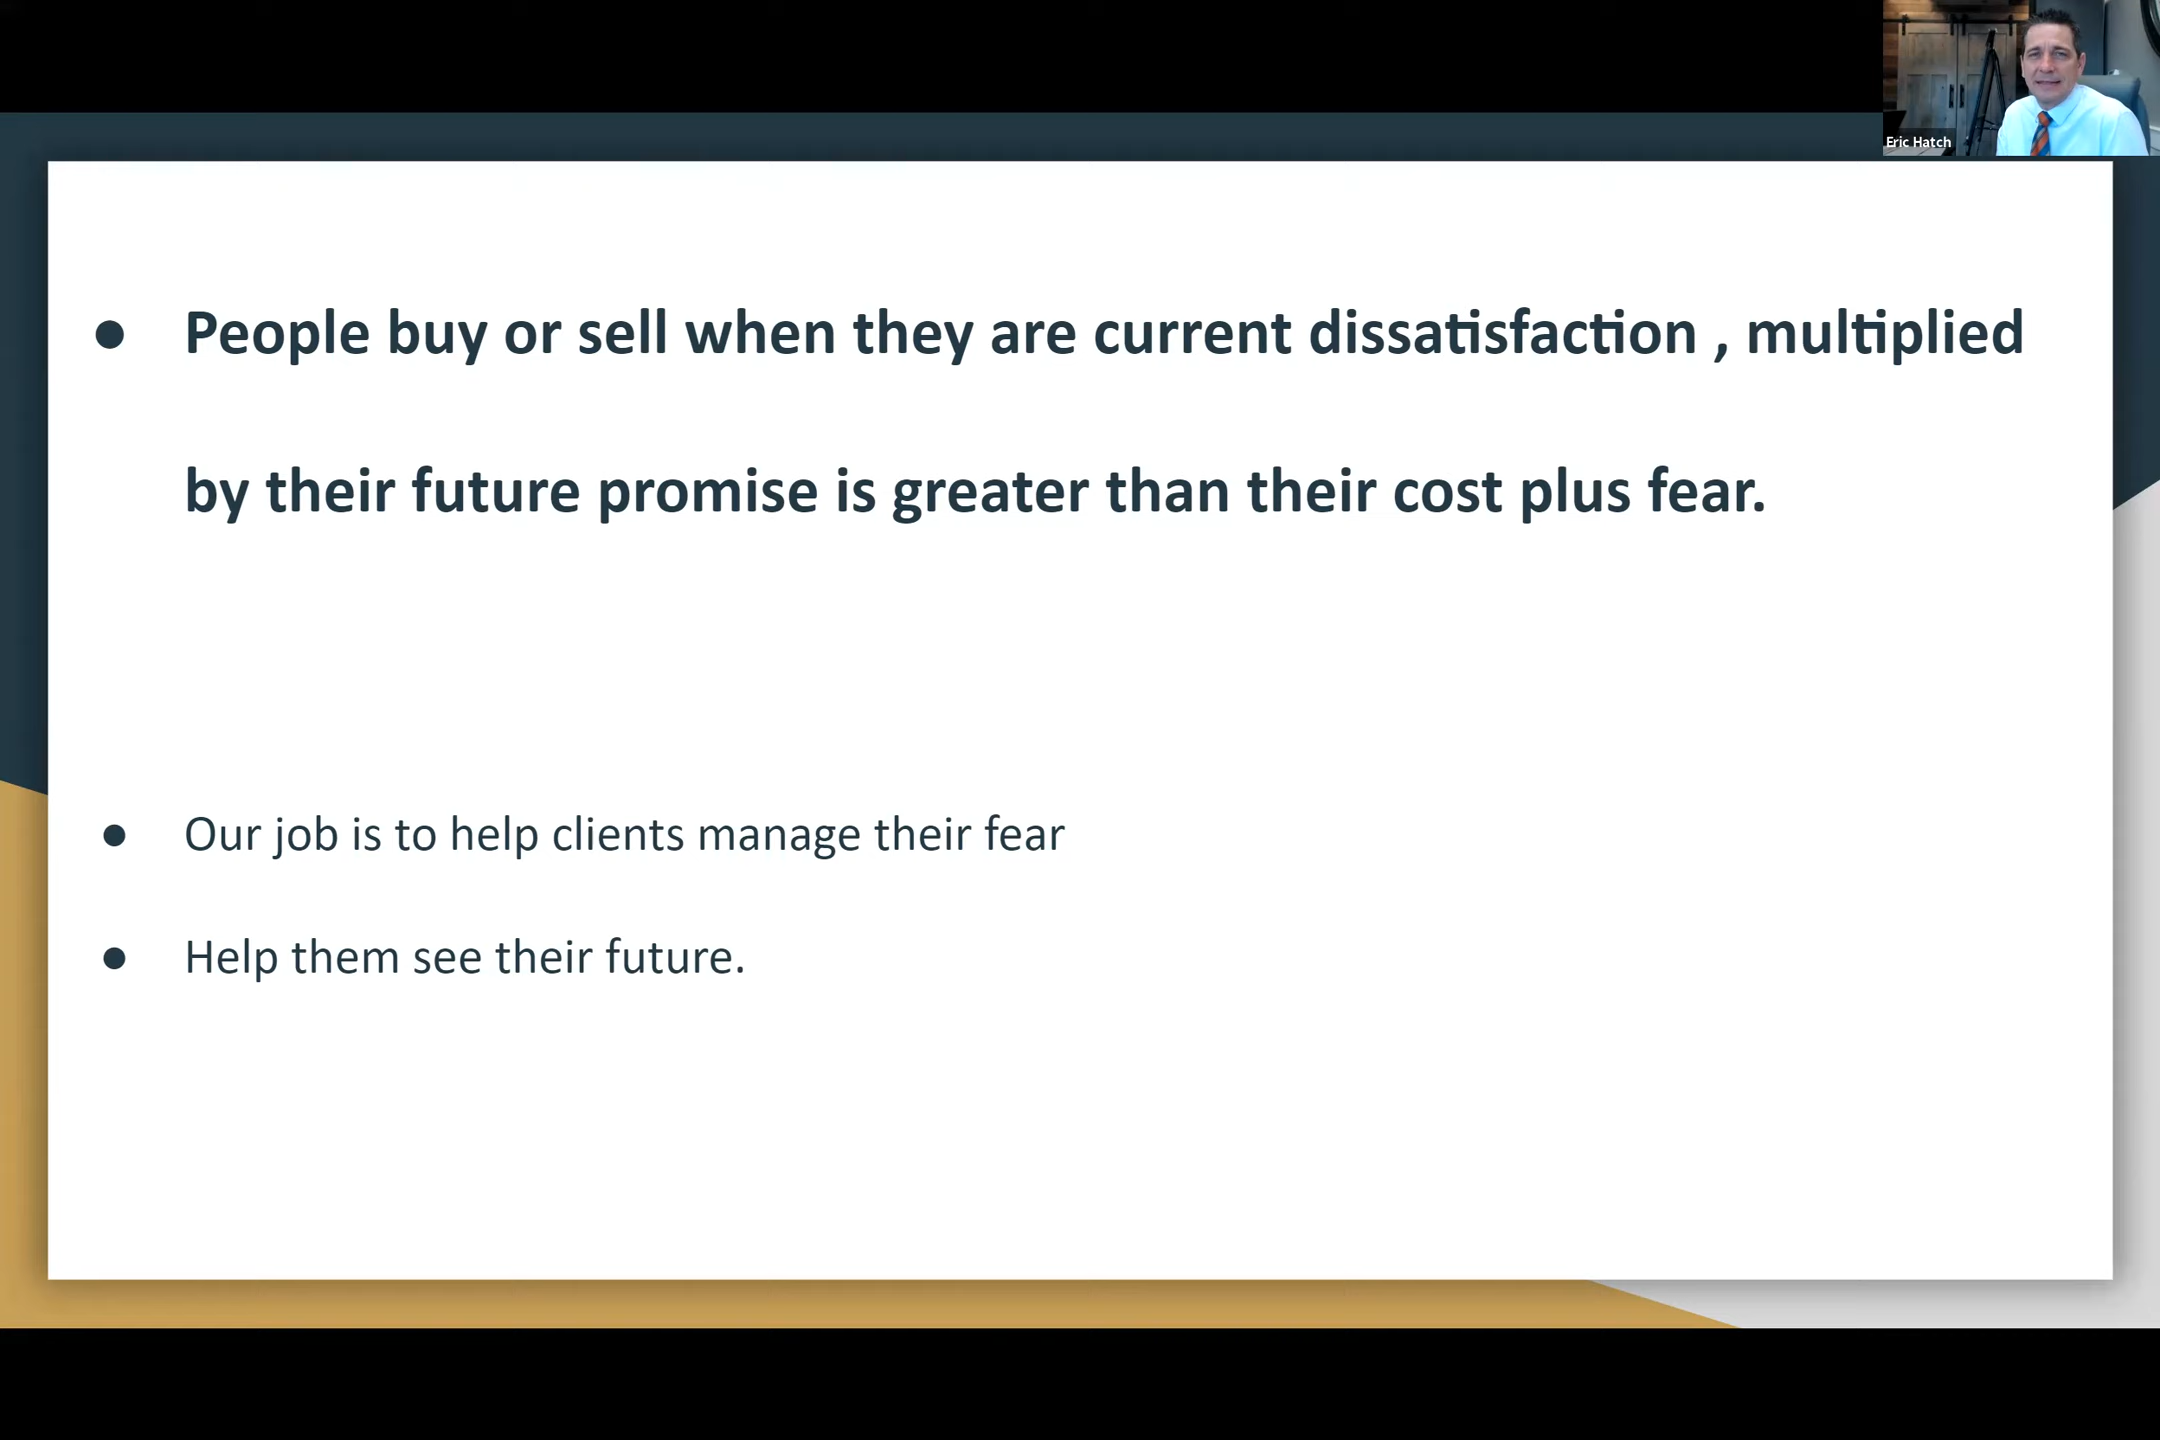 Eric Hatch
● People buy or sell when they are current dissatisfaction , multiplied
by their future promise is greater than their cost plus fear.
● Our job is to help clients manage their fear
● Help them see their future.